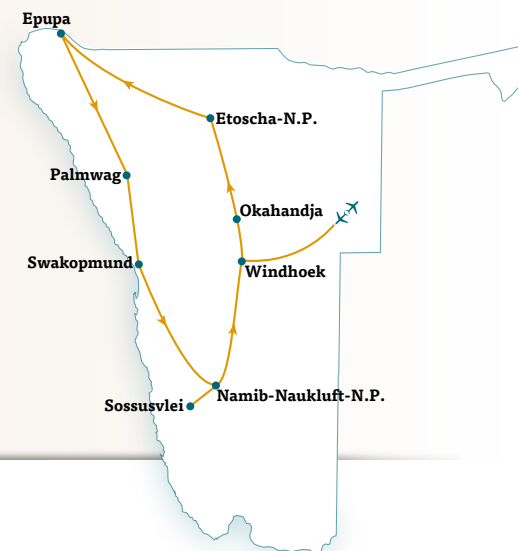 Epupa
Etoscha-N.P.
Palmwag
Okahandja
Swakopmund
Windhoek
Namib-Naukluft-N.P.
Sossusvlei